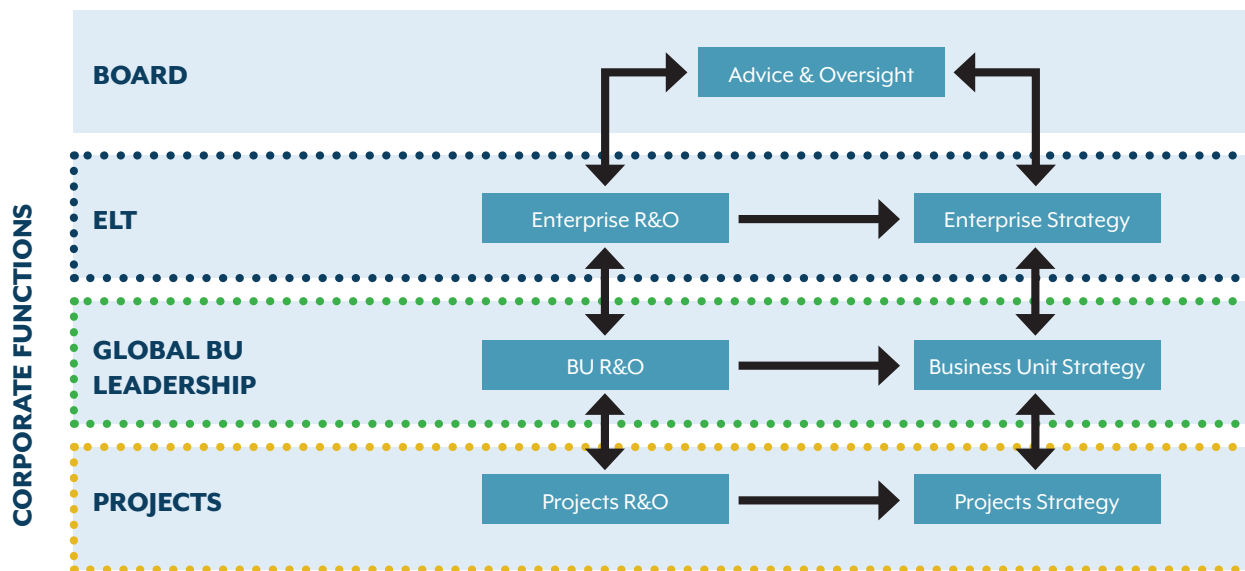 CORPORATE FUNCTIONS
BOARD
Advice & Oversight
ELT
Enterprise R&O
Enterprise Strategy
GLOBAL BU
LEADERSHIP
BU R&O
Business Unit Strategy
PROJECTS
Projects R&O
Projects Strategy